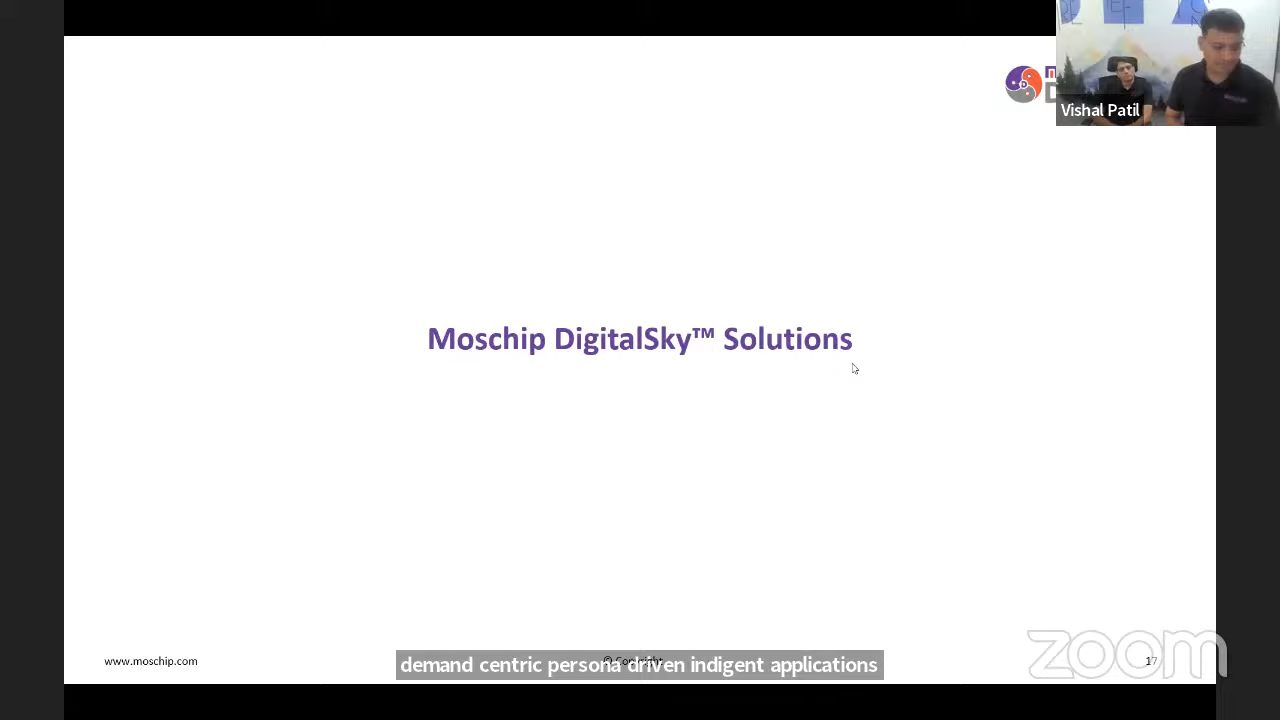 Vishal Patil
Moschip DigitalSky™ Solutions
www.moschip.com
demand centric persona driven indigent applications
zoom
17